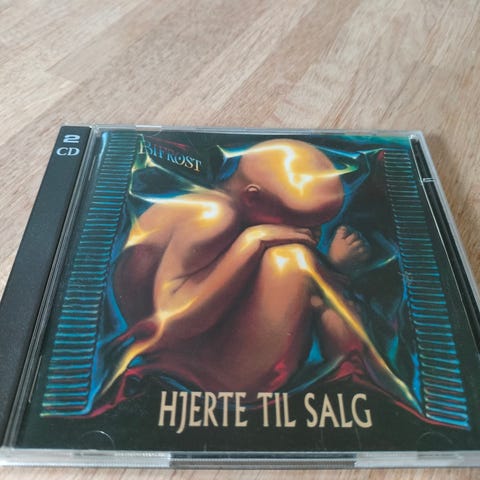 2
CD
BIFROST
HJERTE TIL SALG